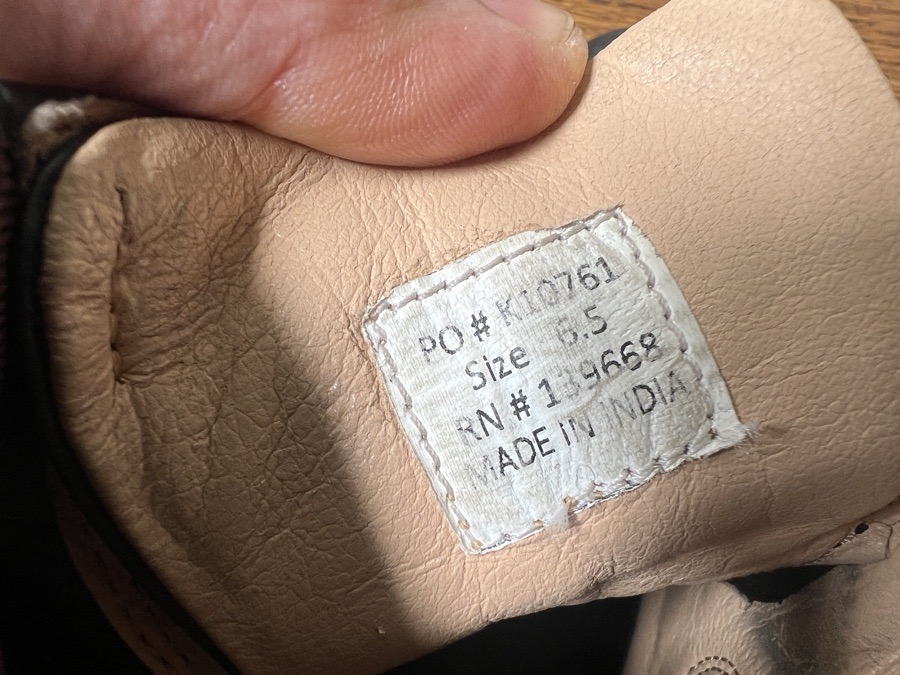 PO # K10761
Size 6.5
RN # 139668
MADE IN INDIA